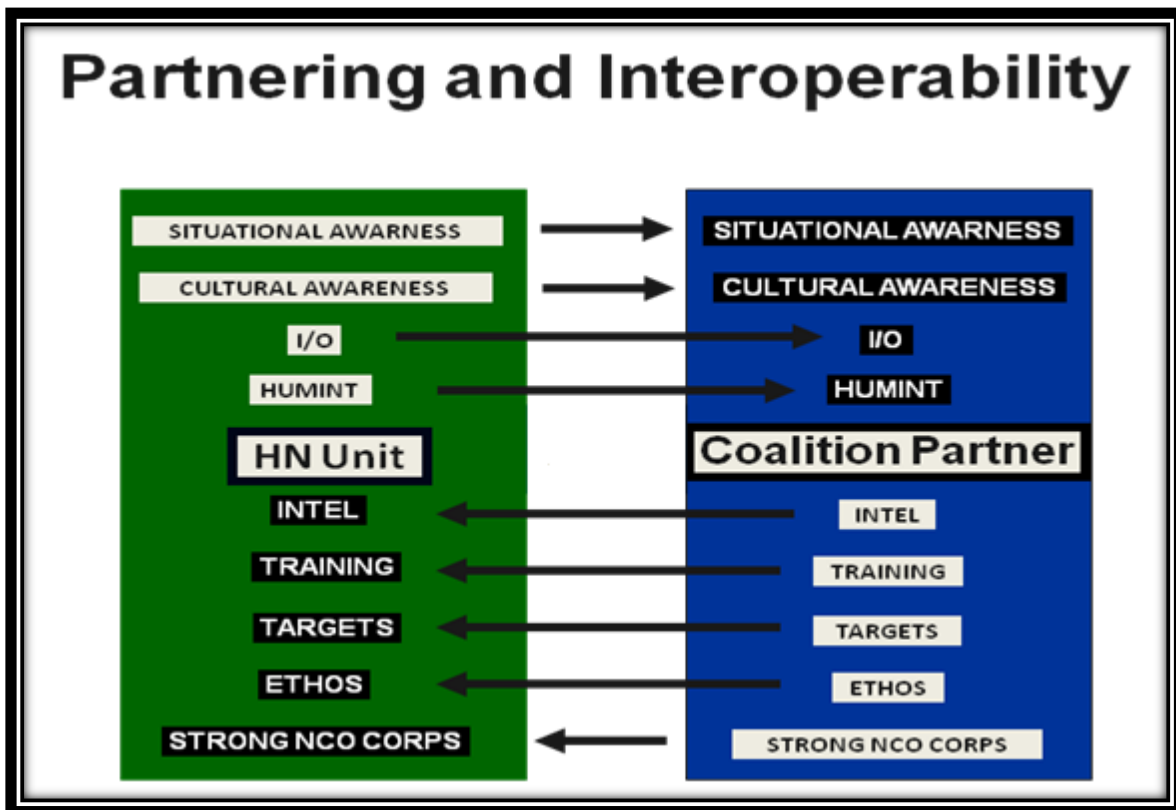 Partnering and Interoperability
SITUATIONAL AWARNESS
SITUATIONAL AWARNESS
CULTURAL AWARENESS
CULTURAL AWARENESS
I/O
I/O
HUMINT
HUMINT
HN Unit
Coalition Partner
INTEL
INTEL
TRAINING
TRAINING
TARGETS
TARGETS
ETHOS
ETHOS
STRONG NCO CORPS
STRONG NCO CORPS